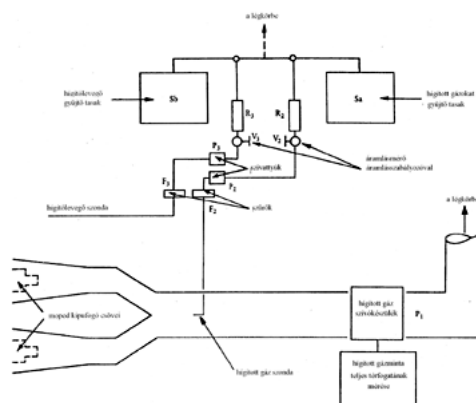 a légkörbe
hígítólevegő
gyűjtő tasak
Sb
Sa
hígított gázokat
gyűjtő tasak
R3
R2
V3
V2
áramlásmérő
áramlásszabályozóval
P3
szivattyúk
P2
F3
F2
szűrők
hígítólevegő szonda
a légkörbe
moped kipufogó
csövei
hígított gáz
szívókészülék
P1
hígított gáz szonda
hígított gázminta
teljes térfogatának
mérése